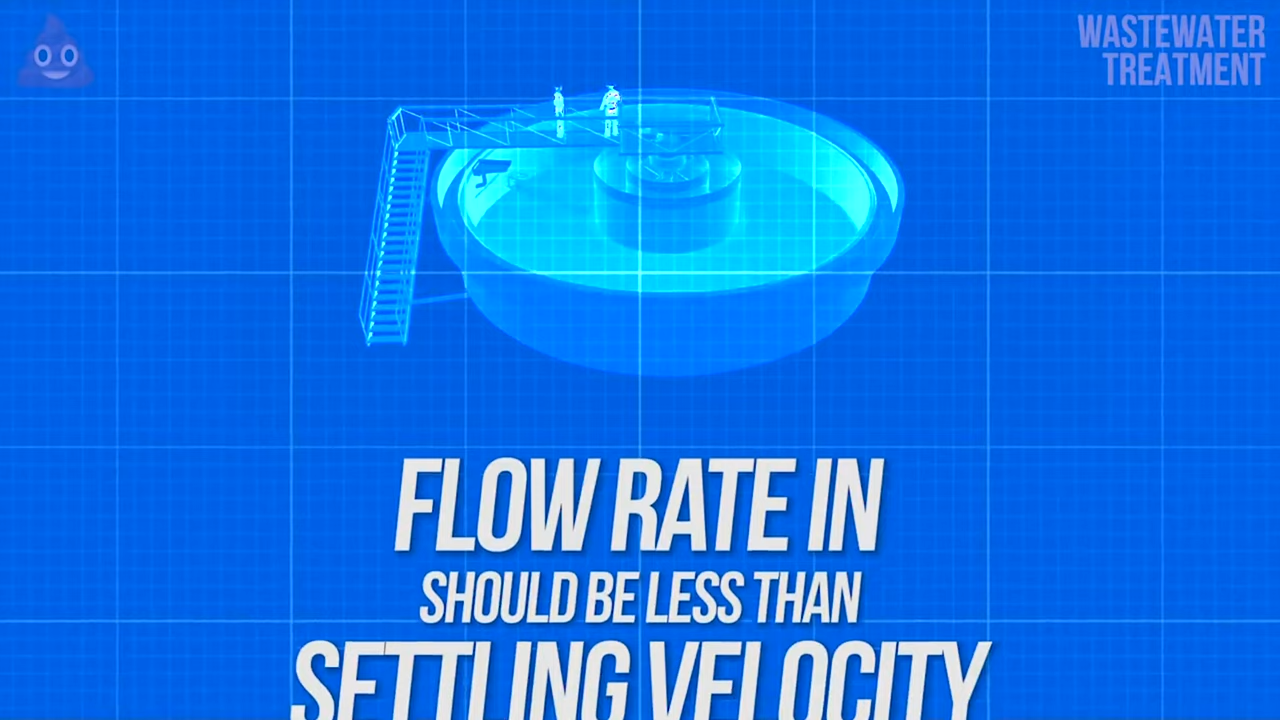 WASTEWATER
TREATMENT
FLOW RATE IN
SHOULD BE LESS THAN
SETTLING VELOCITY